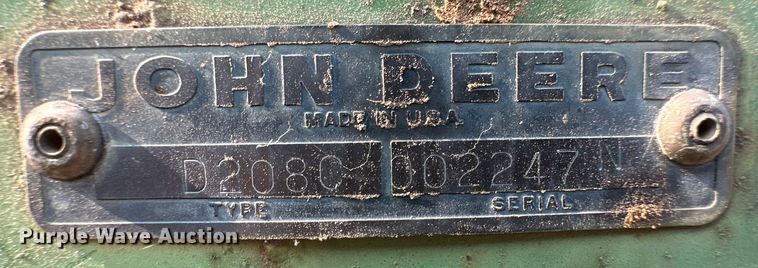 JOHN DEERE
MADE IN U.S.A.
D2080 002247 N
TYPE SERIAL
Purple Wave Auction